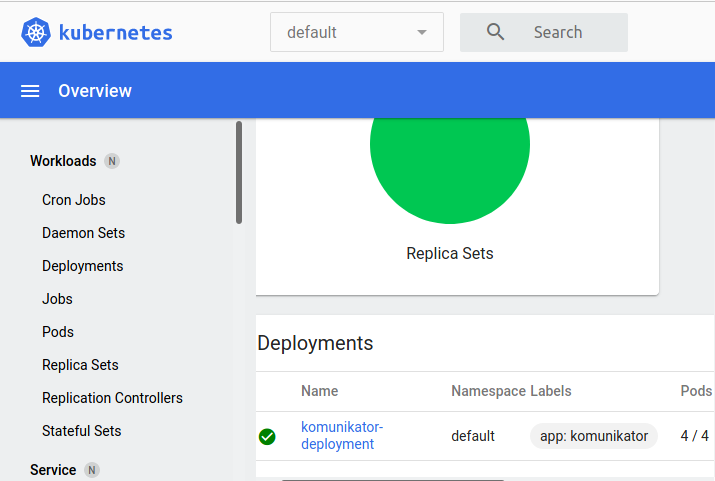 kubernetes
default
Search
Overview
Workloads N
Cron Jobs
Daemon Sets
Deployments
Jobs
Pods
Replica Sets
Replication Controllers
Stateful Sets
Service N
Replica Sets
Deployments
Name Namespace Labels Pods
komunikator-
deployment default app: komunikator 4 / 4